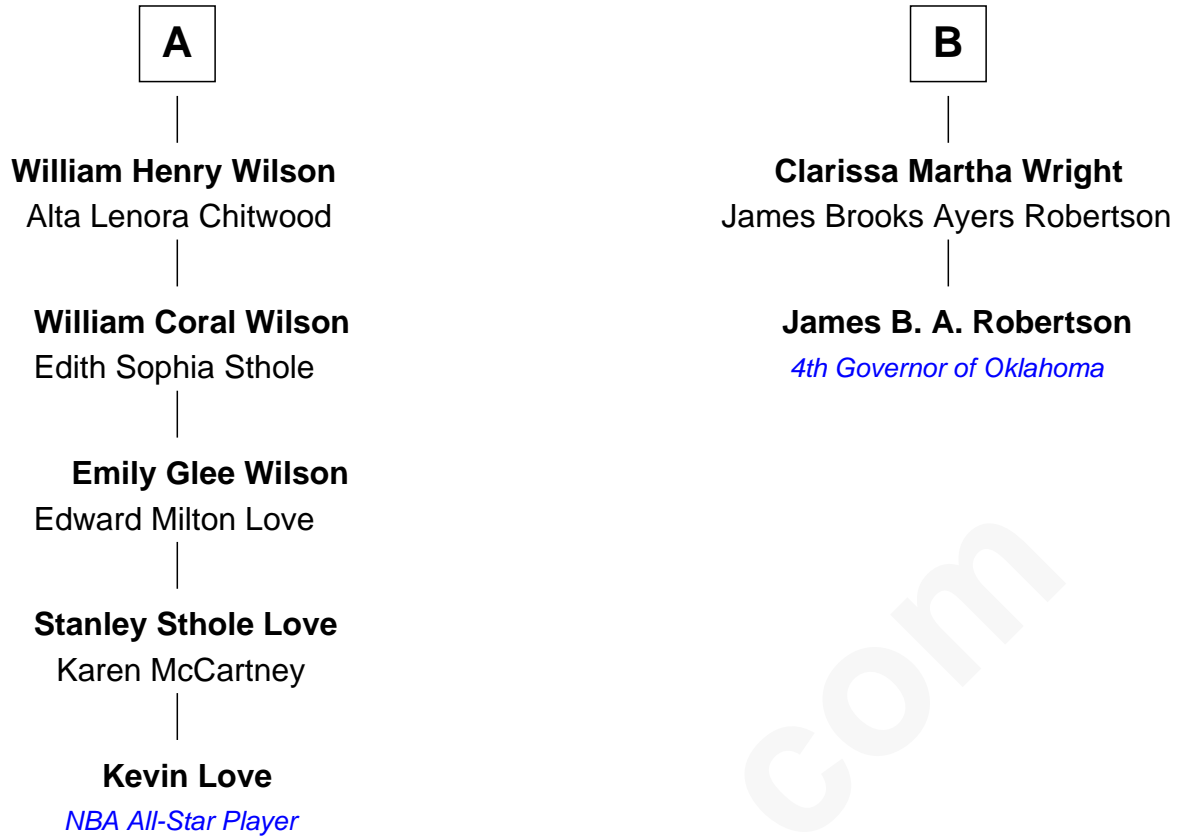 A
William Henry Wilson
Alta Lenora Chitwood
William Coral Wilson
Edith Sophia Sthole
Emily Glee Wilson
Edward Milton Love
Stanley Sthole Love
Karen McCartney
Kevin Love
NBA All-Star Player
B
Clarissa Martha Wright
James Brooks Ayers Robertson
James B. A. Robertson
4th Governor of Oklahoma
com